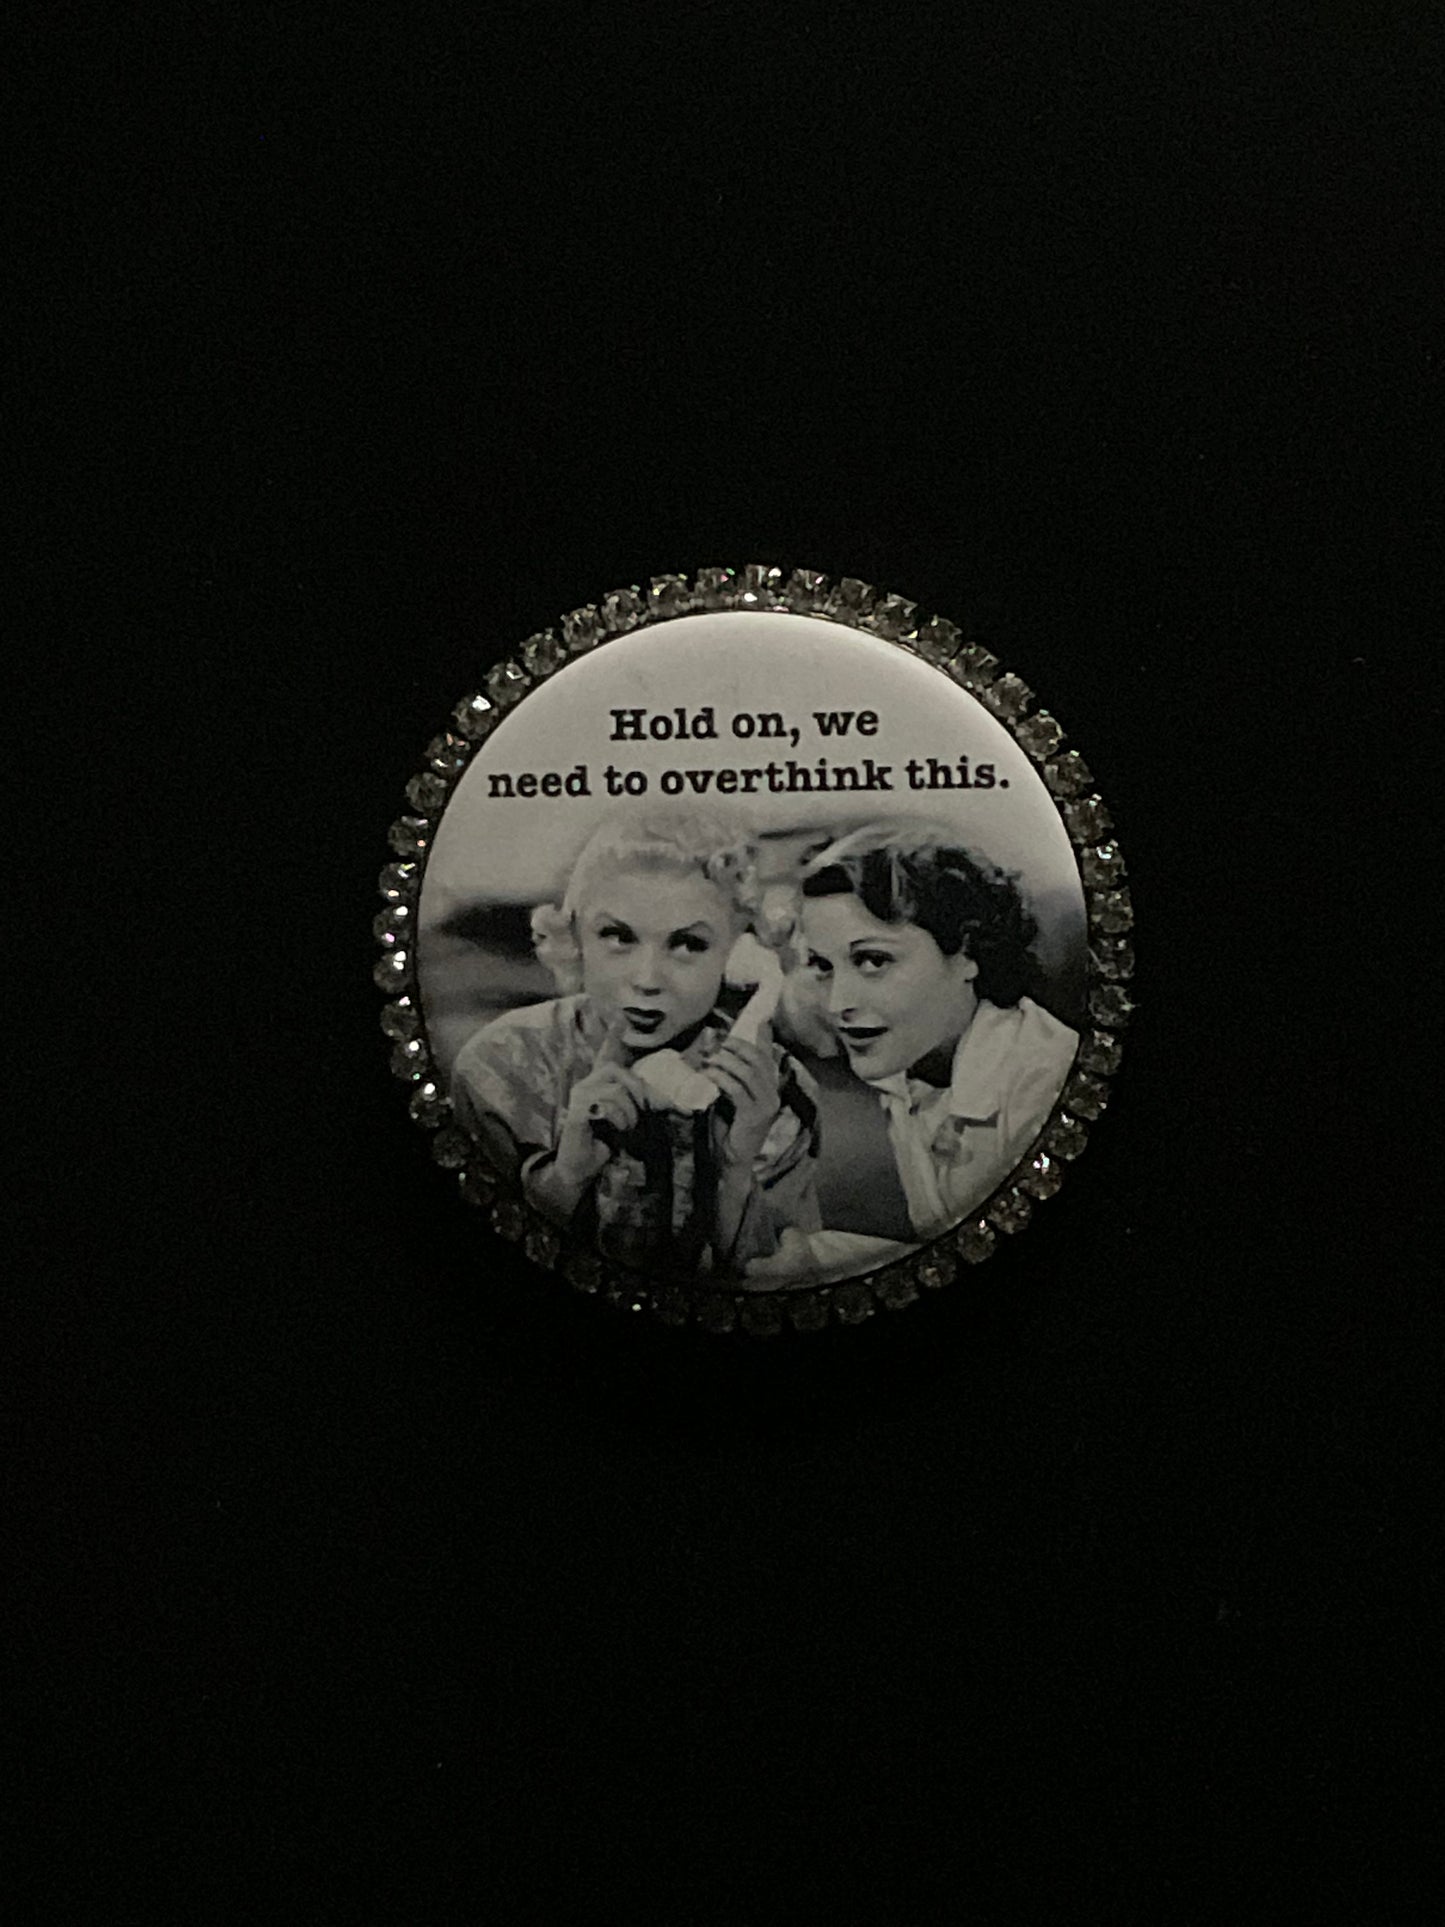 Hold on, we
need to overthink this.